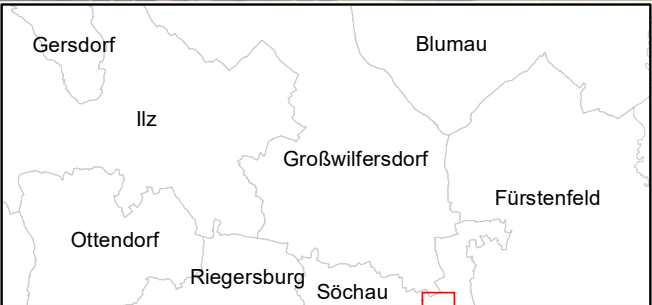 Gersdorf
Blumau
Ilz
Großwilfersdorf
Fürstenfeld
Ottendorf
Riegersburg
Söchau